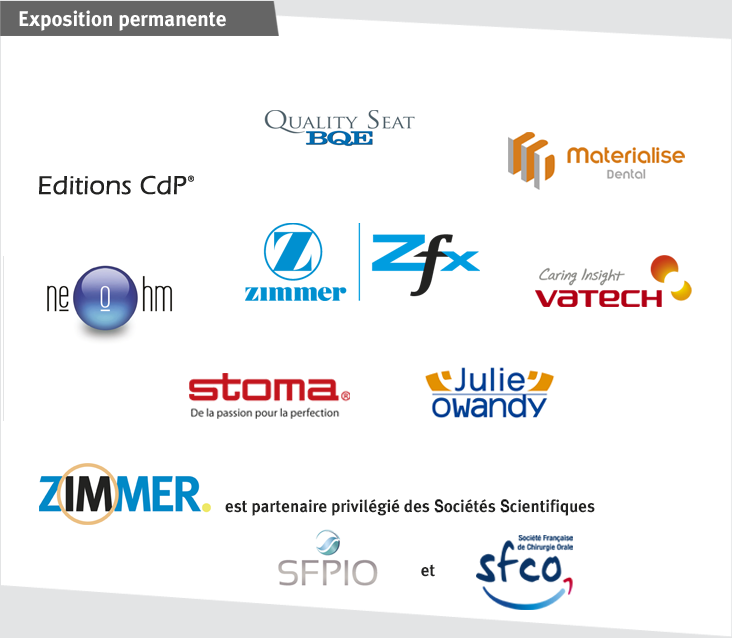 Exposition permanente
QUALITY SEAT
BQE
Materialise
Dental
Editions CdP®
zimmer
Zfx
neohm
Caring Insight
vatech
stoma®
De la passion pour la perfection
Julie
owandy
ZIMMER.
est partenaire privilégié des Sociétés Scientifiques
SFPIO
et
Société Française
de Chirurgie Orale
sfco